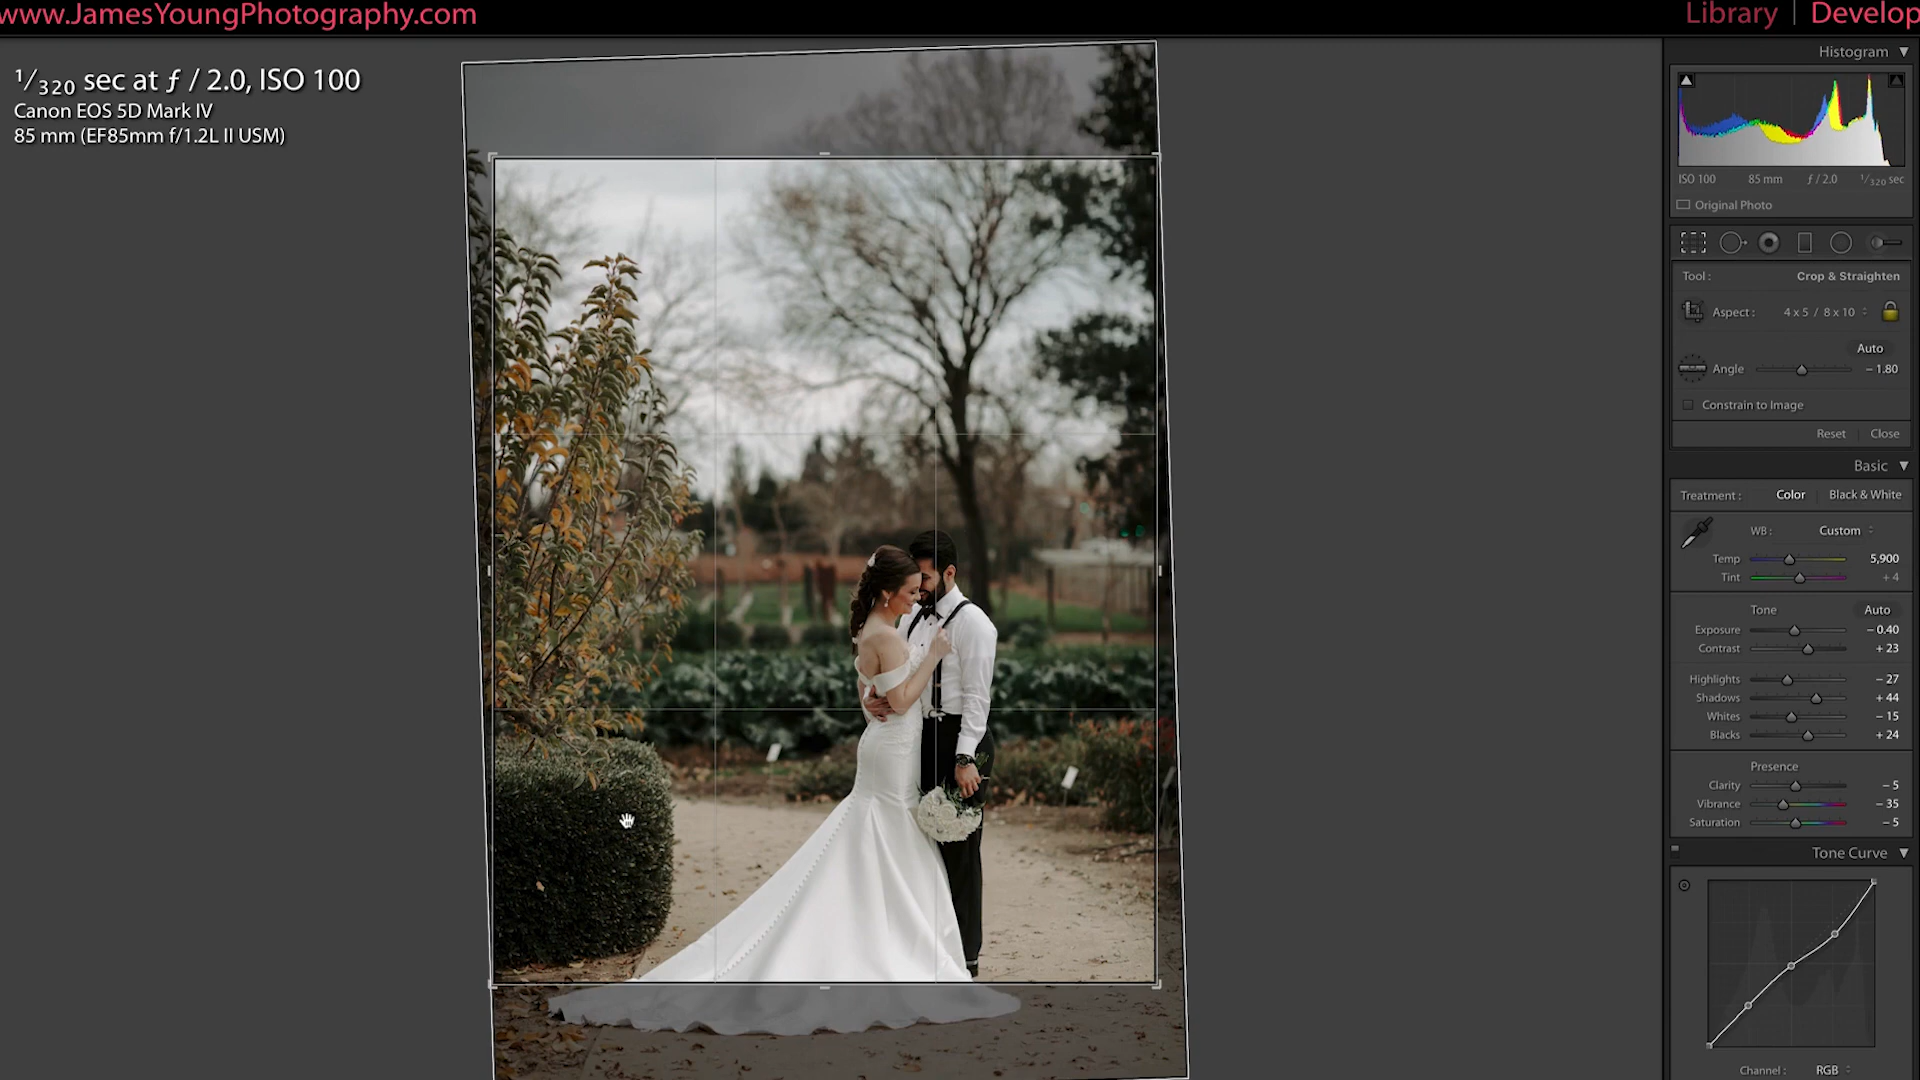 www.JamesYoungPhotography.com
Library | Develop
1/320 sec at ƒ / 2.0, ISO 100
Canon EOS 5D Mark IV
85 mm (EF85mm f/1.2L II USM)
Histogram
ISO 100 85 mm ƒ / 2.0 1/320 sec
Original Photo
Tool : Crop & Straighten
Aspect : 4 x 5 / 8 x 10
Auto
Angle - 1.80
Constrain to Image
Reset Close
Basic
Treatment : Color Black & White
WB : Custom
Temp 5,900
Tint + 4
Tone Auto
Exposure - 0.40
Contrast + 23
Highlights - 27
Shadows + 44
Whites - 15
Blacks + 24
Presence
Clarity - 5
Vibrance - 35
Saturation - 5
Tone Curve
Channel : RGB